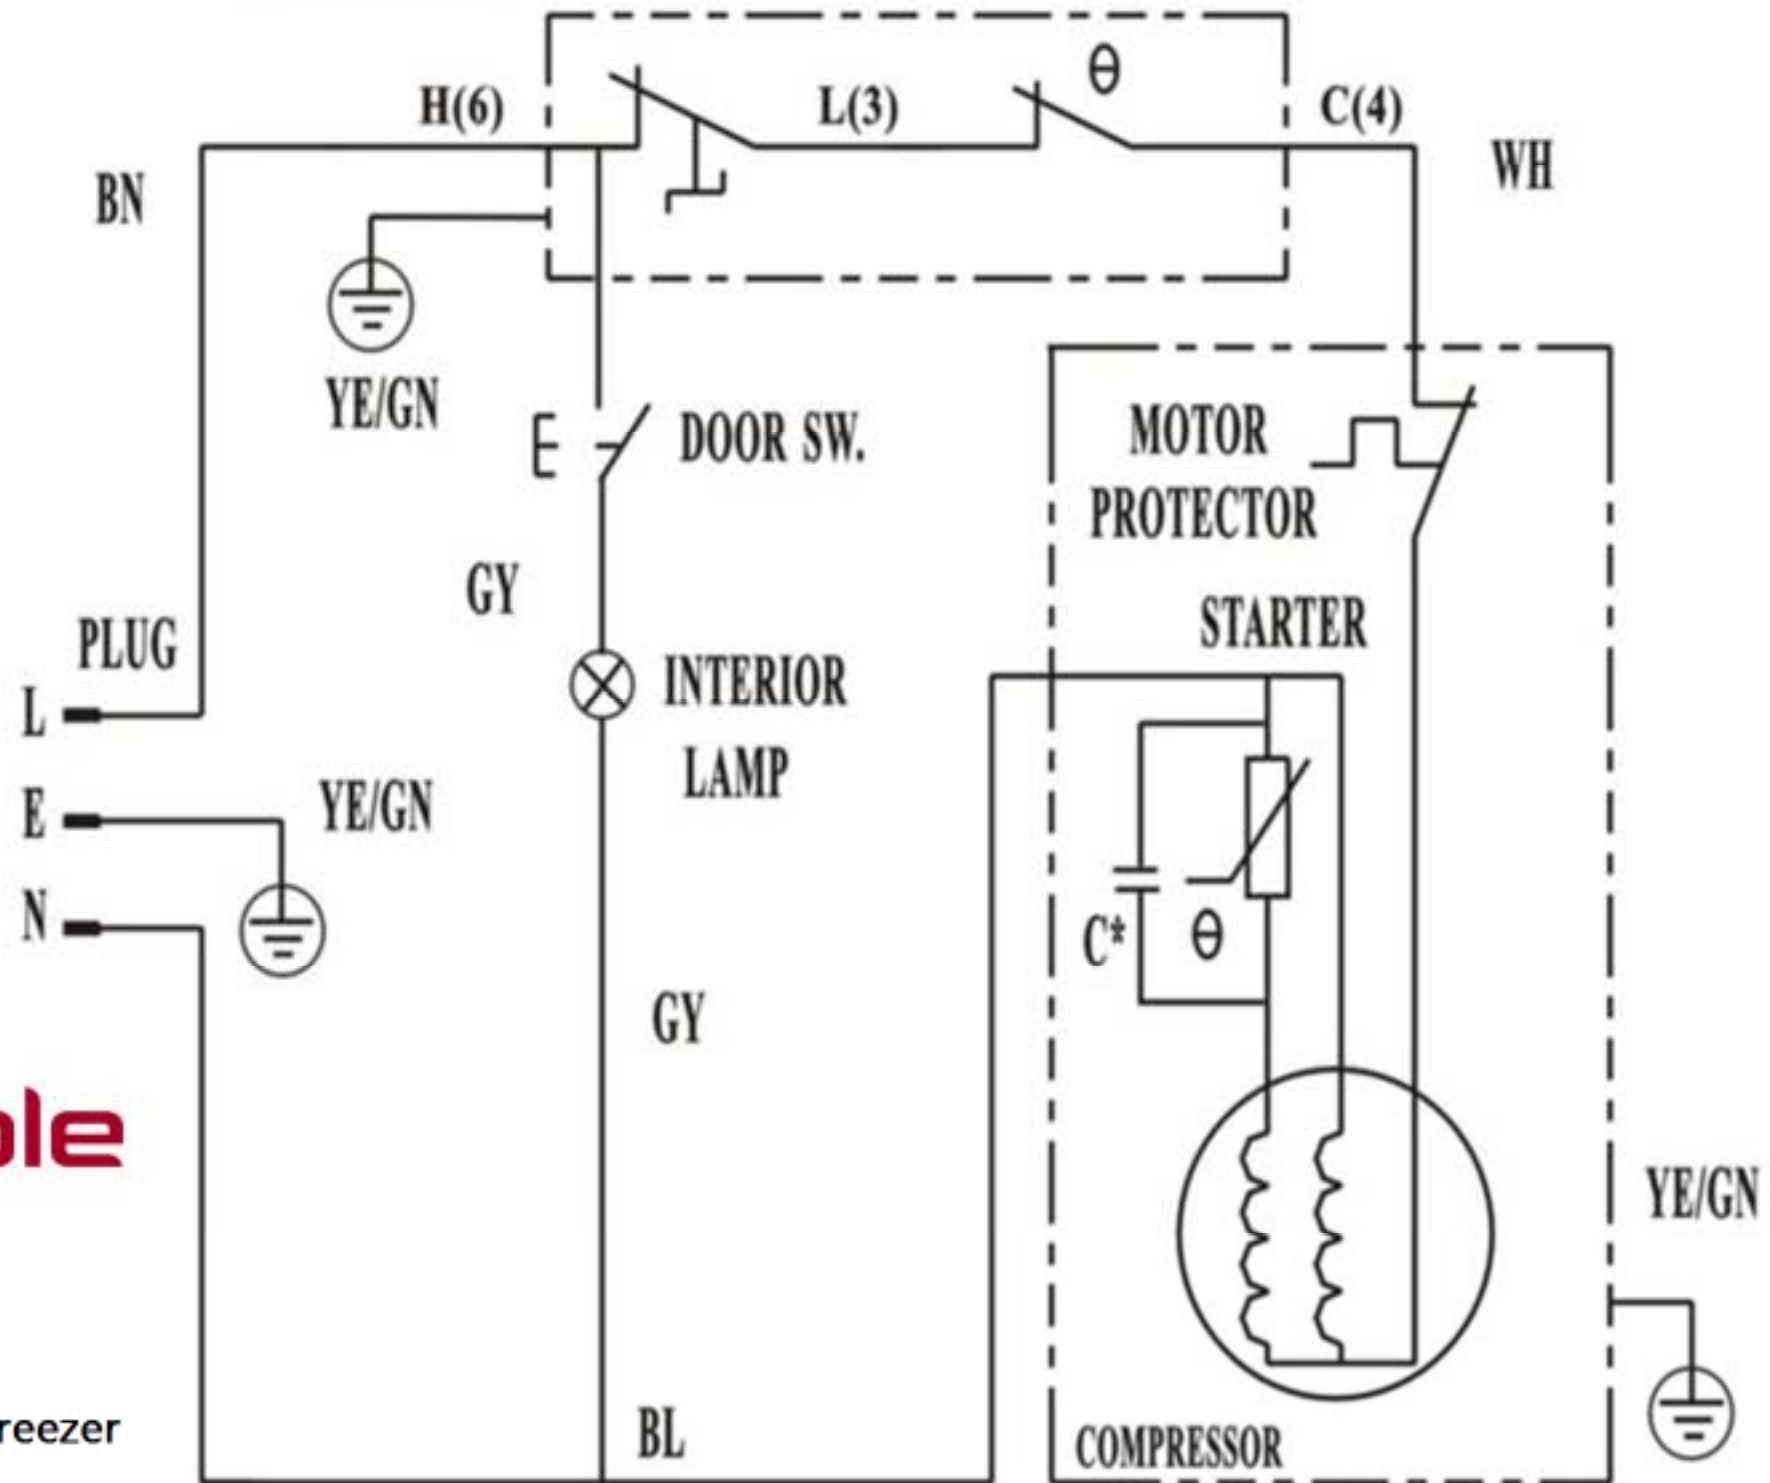 θ
H(6)
L(3)
C(4)
BN
WH
YE/GN
DOOR SW.
MOTOR
PROTECTOR
GY
STARTER
PLUG
INTERIOR
LAMP
L
E
YE/GN
N
C*
θ
GY
YE/GN
BL
COMPRESSOR